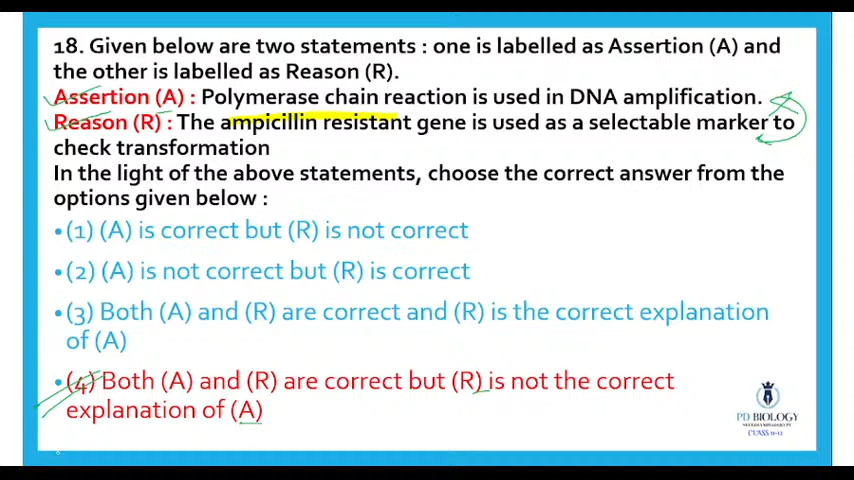 18. Given below are two statements : one is labelled as Assertion (A) and
the other is labelled as Reason (R).
Assertion (A) : Polymerase chain reaction is used in DNA amplification.
Reason (R) : The ampicillin resistant gene is used as a selectable marker to
check transformation
In the light of the above statements, choose the correct answer from the
options given below :
•(1) (A) is correct but (R) is not correct
•(2) (A) is not correct but (R) is correct
•(3) Both (A) and (R) are correct and (R) is the correct explanation
of (A)
•(4) Both (A) and (R) are correct but (R) is not the correct
explanation of (A)
PD BIOLOGY
CLASS 11-12